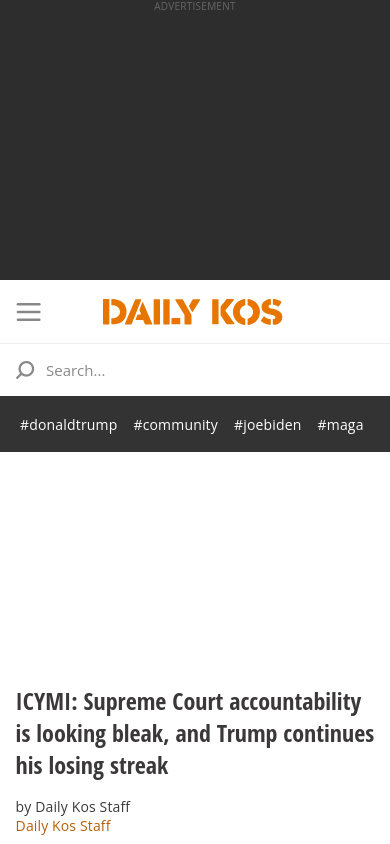 ADVERTISEMENT
DAILY KOS
Search...
#donaldtrump #community #joebiden #maga
ICYMI: Supreme Court accountability
is looking bleak, and Trump continues
his losing streak
by Daily Kos Staff
Daily Kos Staff